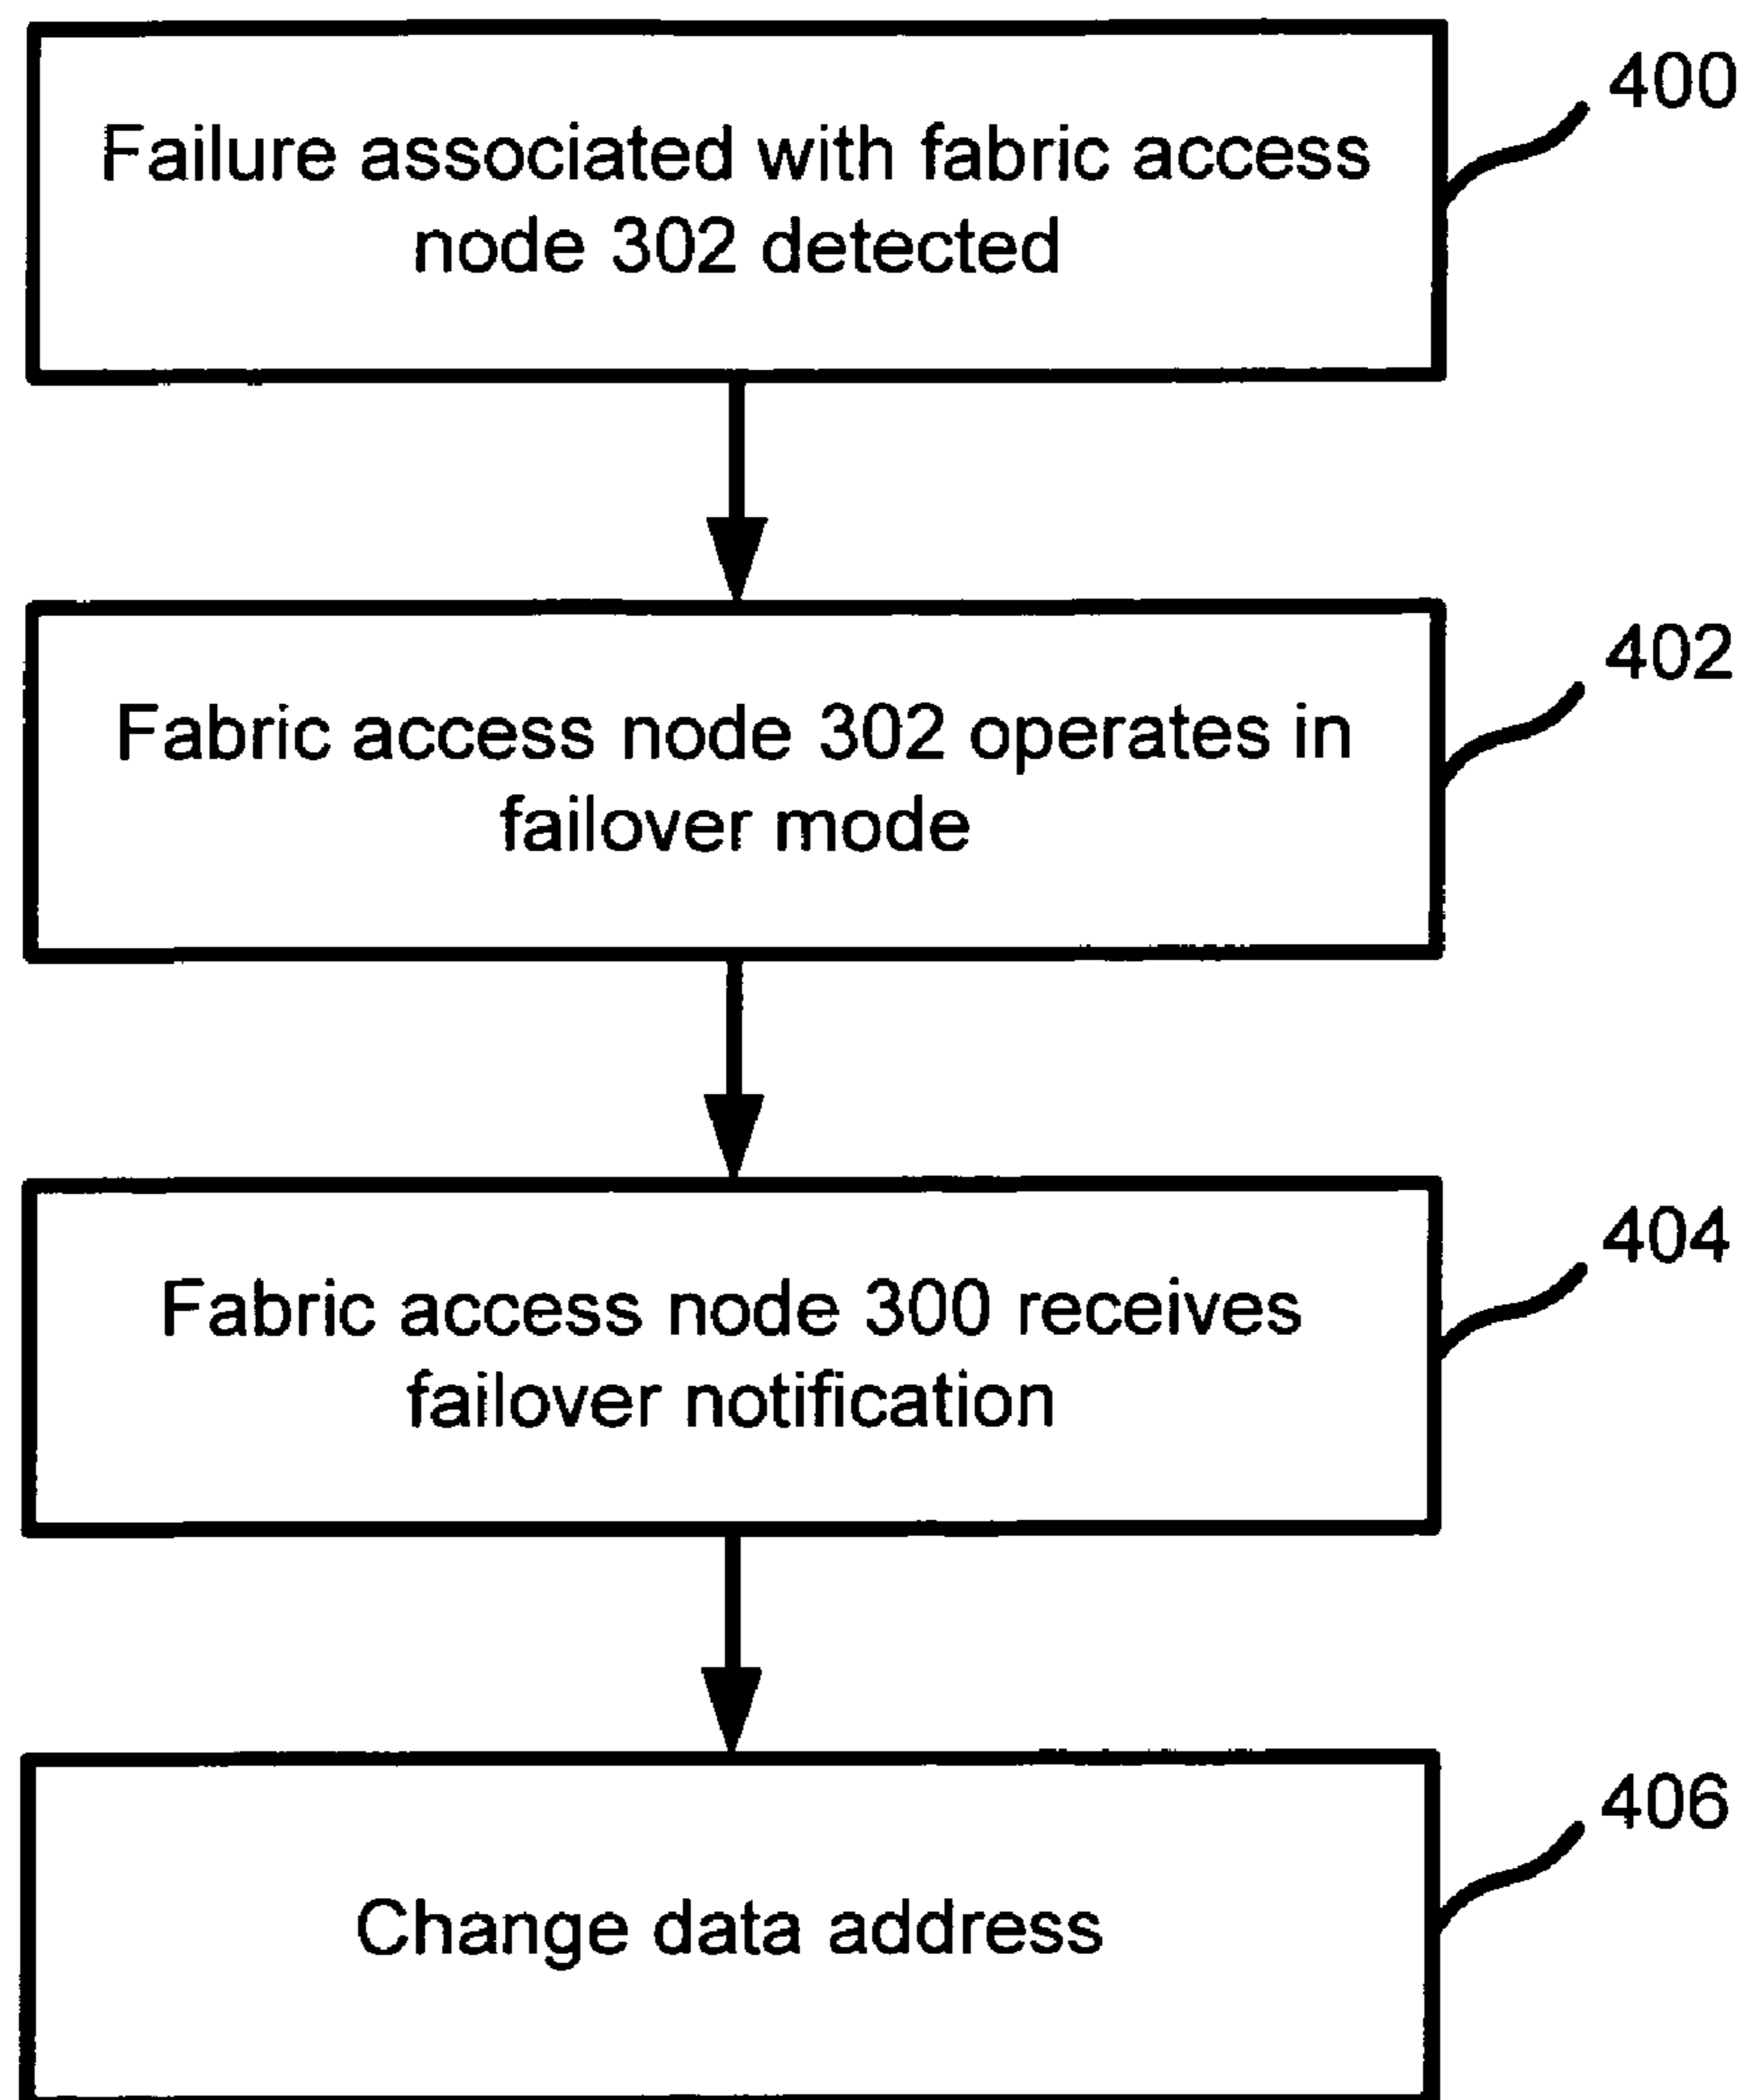 400
Failure associated with fabric access
node 302 detected
402
Fabric access node 302 operates in
failover mode
404
Fabric access node 300 receives
failover notification
406
Change data address